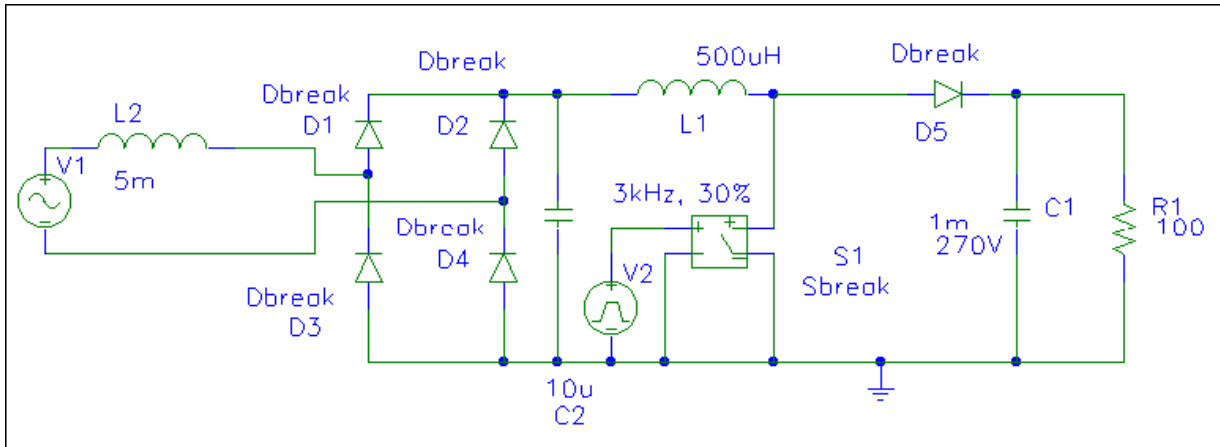 500uH
Dbreak
Dbreak
Dbreak
L2
D1
D2
L1
D5
V1
5m
3kHz, 30%
C1
R1
100
1m
270V
Dbreak
D4
V2
S1
Sbreak
Dbreak
D3
10u
C2